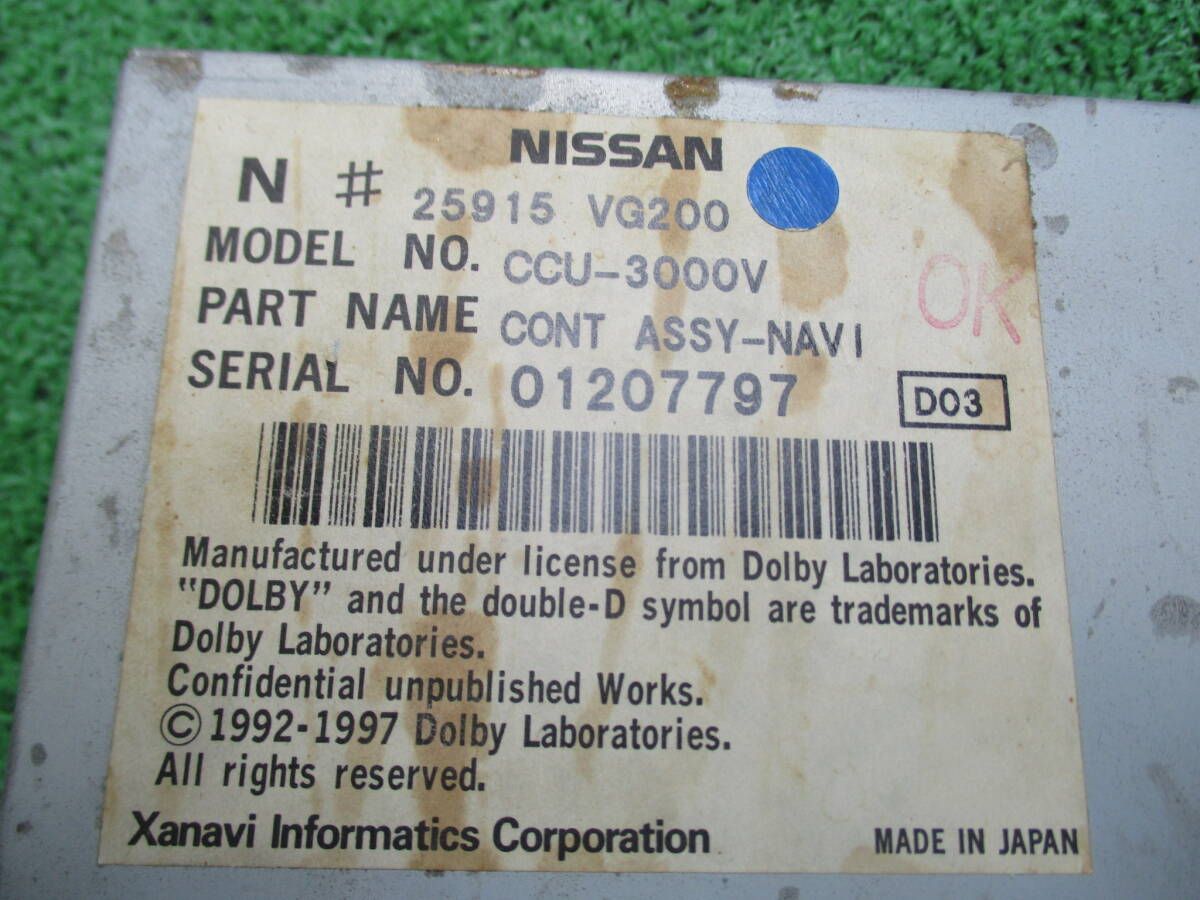 NISSAN
N # 25915 VG200
MODEL NO. CCU-3000V
PART NAME CONT ASSY-NAVI
OK
SERIAL NO. 01207797
D03
Manufactured under license from Dolby Laboratories.
"DOLBY" and the double-D symbol are trademarks of
Dolby Laboratories.
Confidential unpublished Works.
© 1992-1997 Dolby Laboratories.
All rights reserved.
Xanavi Informatics Corporation
MADE IN JAPAN